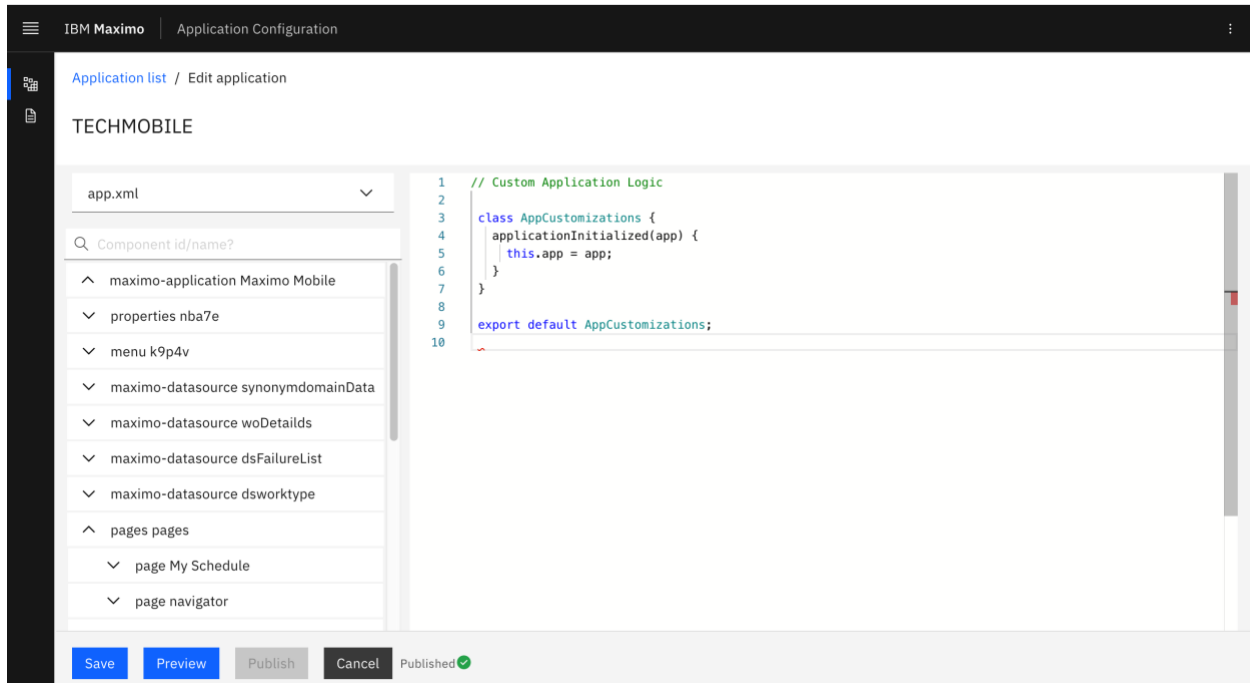 IBM Maximo Application Configuration
Application list / Edit application
TECHMOBILE
app.xml
Component id/name?
maximo-application Maximo Mobile
properties nba7e
menu k9p4v
maximo-datasource synonymdomainData
maximo-datasource woDetailds
maximo-datasource dsFailureList
maximo-datasource dsworktype
pages pages
page My Schedule
page navigator
1 // Custom Application Logic
2
3 class AppCustomizations {
4 applicationInitialized(app) {
5 this.app = app;
6 }
7 }
8
9 export default AppCustomizations;
10
Save Preview Publish Cancel Published